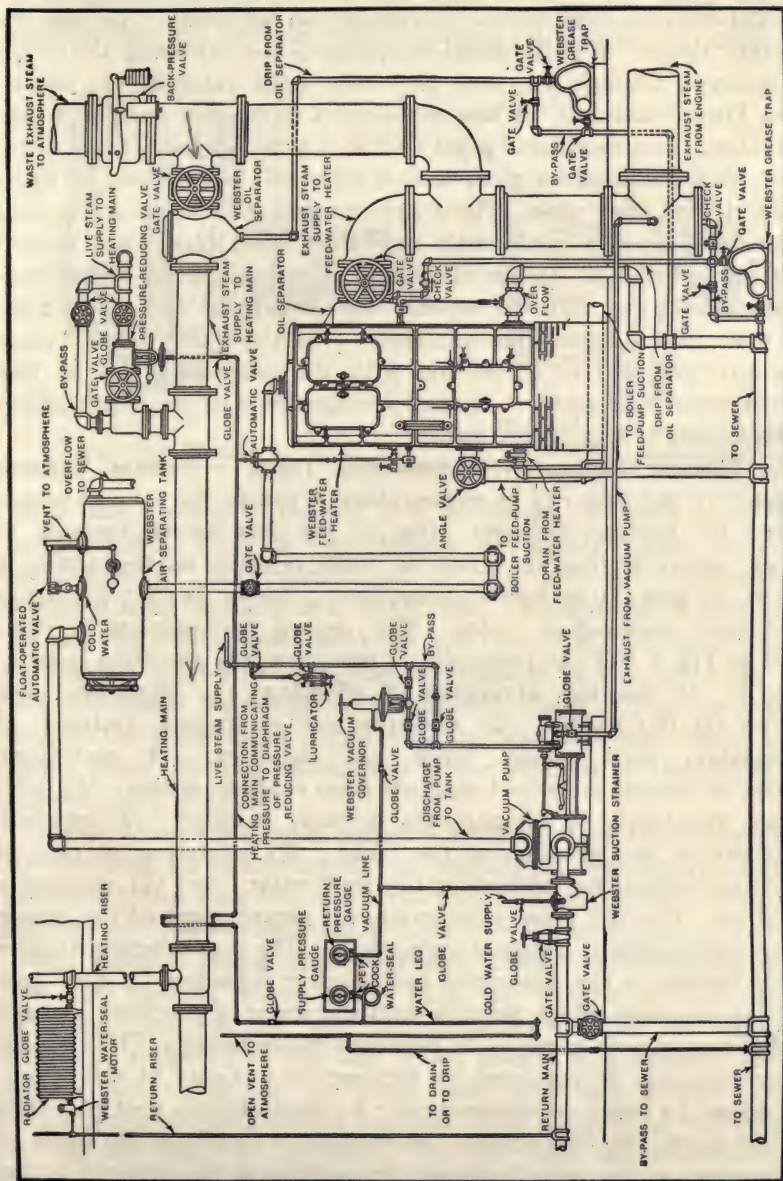 WASTE EXHAUST STEAM
TO ATMOSPHERE
BACK-PRESSURE
VALVE
LIVE STEAM
SUPPLY TO
HEATING MAIN
PRESSURE-REDUCING VALVE
GATE VALVE
WEBSTER
OIL
SEPARATOR
DRIP FROM
OIL SEPARATOR
GATE
VALVE
WEBSTER
GREASE
TRAP
GATE VALVE
BY-PASS
GATE
VALVE
EXHAUST STEAM
FROM ENGINE
BY-PASS
GATE VALVE
GLOBE VALVE
GLOBE VALVE
EXHAUST STEAM
SUPPLY TO
HEATING MAIN
EXHAUST STEAM
SUPPLY TO
FEED-WATER HEATER
OIL SEPARATOR
GATE
VALVE
CHECK
VALVE
OVER
FLOW
CHECK
VALVE
GATE VALVE
BY-PASS
GATE VALVE
WEBSTER GREASE TRAP
VENT TO ATMOSPHERE
OVERFLOW
TO SEWER
FLOAT-OPERATED
AUTOMATIC VALVE
COLD
WATER
WEBSTER
AIR SEPARATING TANK
GLOBE VALVE
AUTOMATIC VALVE
GATE VALVE
WEBSTER
FEED-WATER
HEATER
ANGLE VALVE
TO
BOILER FEED-PUMP
SUCTION
DRAIN FROM
FEED-WATER HEATER
TO BOILER
FEED-PUMP SUCTION
DRIP FROM
OIL SEPARATOR
TO SEWER
HEATING MAIN
LIVE STEAM SUPPLY
CONNECTION FROM
HEATING MAIN COMMUNICATING
PRESSURE TO DIAPHRAGM
OF PRESSURE
REDUCING VALVE
GLOBE
VALVE
GLOBE
VALVE
LURRICATOR
WEBSTER VACUUM
GOVERNOR
GLOBE VALVE
GLOBE VALVE
BY-PASS
GLOBE VALVE
GLOBE VALVE
DISCHARGE
FROM PUMP
TO TANK
VACUUM PUMP
GLOBE VALVE
EXHAUST FROM VACUUM PUMP
WEBSTER SUCTION STRAINER
RADIATOR GLOBE VALVE
HEATING RISER
WEBSTER WATER-SEAL
MOTOR
RETURN RISER
SUPPLY PRESSURE
GAUGE
RETURN
PRESSURE
GAUGE
VACUUM LINE
PET
COCK
WATER-SEAL
GLOBE VALVE
OPEN VENT TO
ATMOSPHERE
WATER LEG
GLOBE VALVE
COLD WATER SUPPLY
GLOBE
VALVE
GATE VALVE
GATE
VALVE
TO DRAIN
OR TO DRIP
RETURN MAIN
BY-PASS TO SEWER
TO SEWER